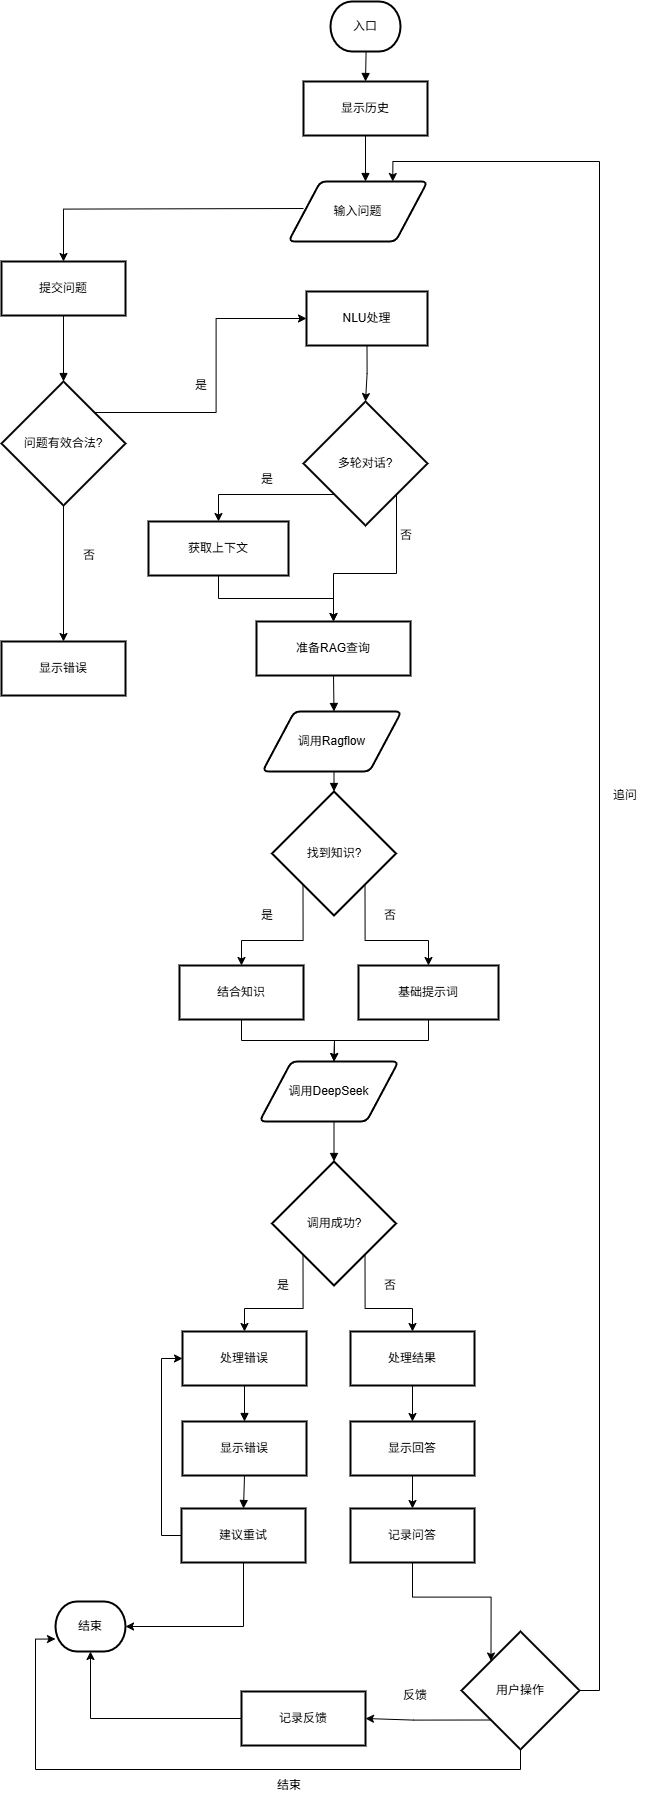 入口
显示历史
输入问题
提交问题
NLU处理
是
问题有效合法?
多轮对话?
是
否
获取上下文
否
准备RAG查询
显示错误
调用Ragflow
追问
找到知识?
是
否
结合知识
基础提示词
调用DeepSeek
调用成功?
是
否
处理错误
处理结果
显示错误
显示回答
建议重试
记录问答
结束
用户操作
反馈
记录反馈
结束